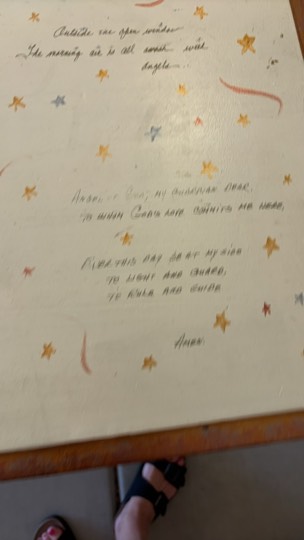 Outside the open window
The morning air is all awash with
angels...
Angel of God, my guardian dear,
To whom God's love commits me here,
Ever this day be at my side
To light and guard,
To rule and guide
Amen.